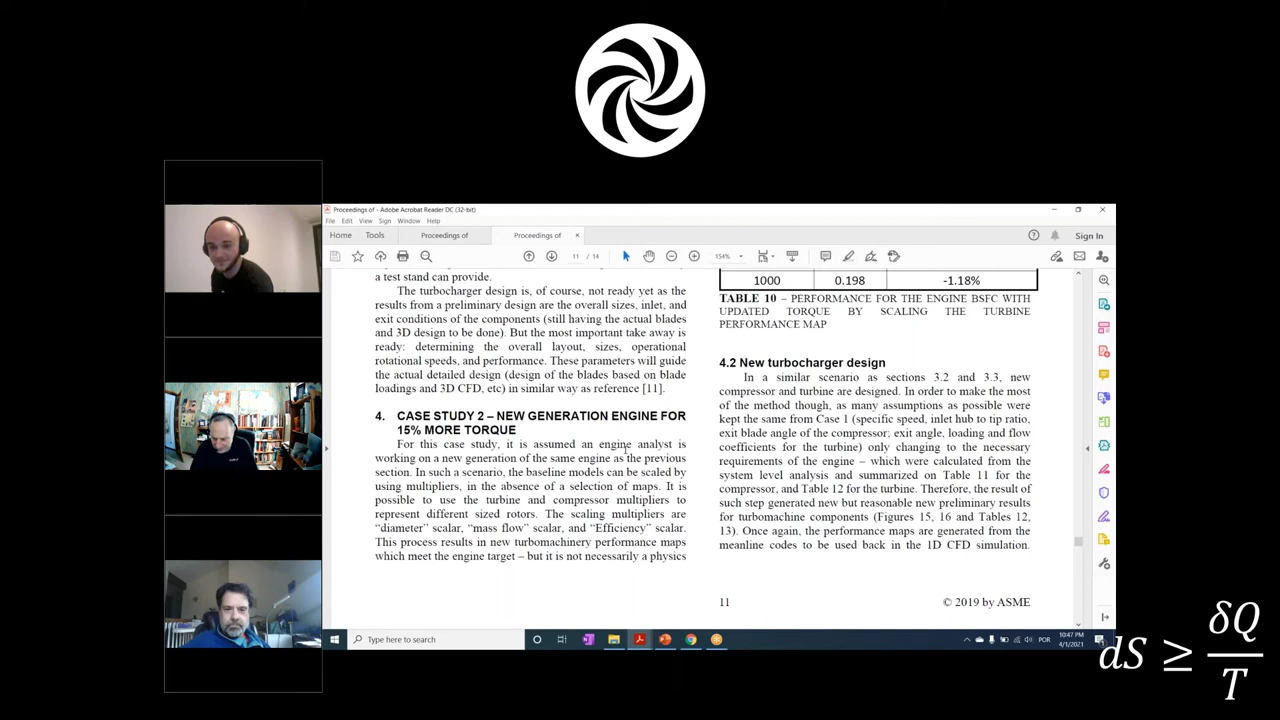 Proceedings of - Adobe Acrobat Reader DC (32-bit)
File Edit View Sign Window Help
Home Tools Proceedings of Proceedings of × Sign In
11 / 14 154%
a test stand can provide.
The turbocharger design is, of course, not ready yet as the
results from a preliminary design are the overall sizes, inlet, and
exit conditions of the components (still having the actual blades
and 3D design to be done). But the most important take away is
ready: determining the overall layout, sizes, operational
rotational speeds, and performance. These parameters will guide
the actual detailed design (design of the blades based on blade
loadings and 3D CFD, etc) in similar way as reference [11].
4. CASE STUDY 2 – NEW GENERATION ENGINE FOR
15% MORE TORQUE
For this case study, it is assumed an engine analyst is
working on a new generation of the same engine as the previous
section. In such a scenario, the baseline models can be scaled by
using multipliers, in the absence of a selection of maps. It is
possible to use the turbine and compressor multipliers to
represent different sized rotors. The scaling multipliers are
“diameter” scalar, “mass flow” scalar, and “Efficiency” scalar.
This process results in new turbomachinery performance maps
which meet the engine target – but it is not necessarily a physics
1000 0.198 -1.18%
TABLE 10 – PERFORMANCE FOR THE ENGINE BSFC WITH
UPDATED TORQUE BY SCALING THE TURBINE
PERFORMANCE MAP
4.2 New turbocharger design
In a similar scenario as sections 3.2 and 3.3, new
compressor and turbine are designed. In order to make the most
of the method though, as many assumptions as possible were
kept the same from Case 1 (specific speed, inlet hub to tip ratio,
exit blade angle of the compressor; exit angle, loading and flow
coefficients for the turbine) only changing to the necessary
requirements of the engine – which were calculated from the
system level analysis and summarized on Table 11 for the
compressor, and Table 12 for the turbine. Therefore, the result of
such step generated new but reasonable new preliminary results
for turbomachine components (Figures 15, 16 and Tables 12,
13). Once again, the performance maps are generated from the
meanline codes to be used back in the 1D CFD simulation.
11 © 2019 by ASME
Type here to search
POR
10:47 PM
4/1/2021
dS ≥ δQ/T